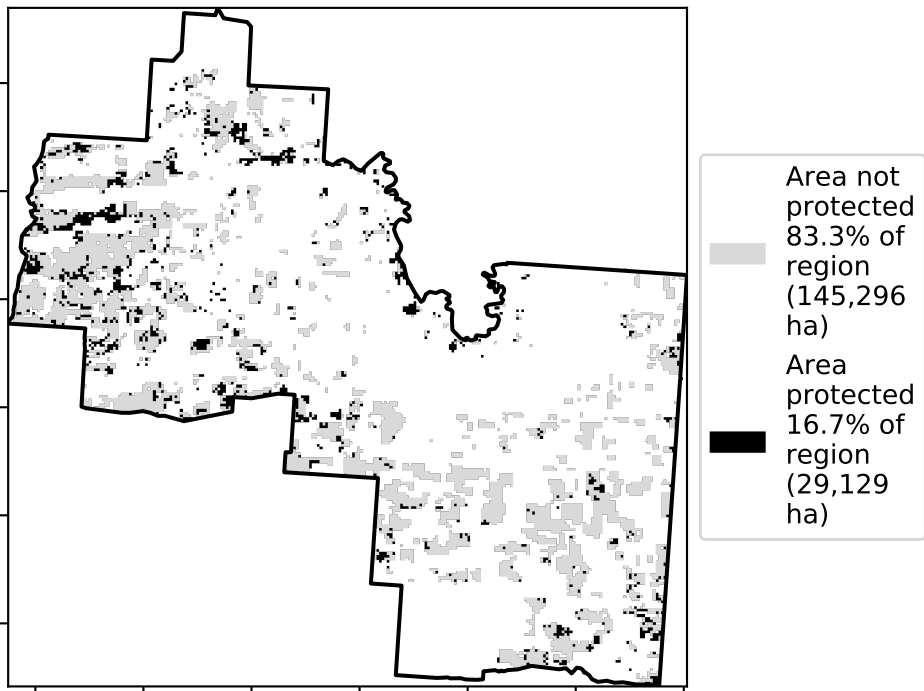 Area not
protected
83.3% of
region
(145,296
ha)
Area
protected
16.7% of
region
(29,129
ha)